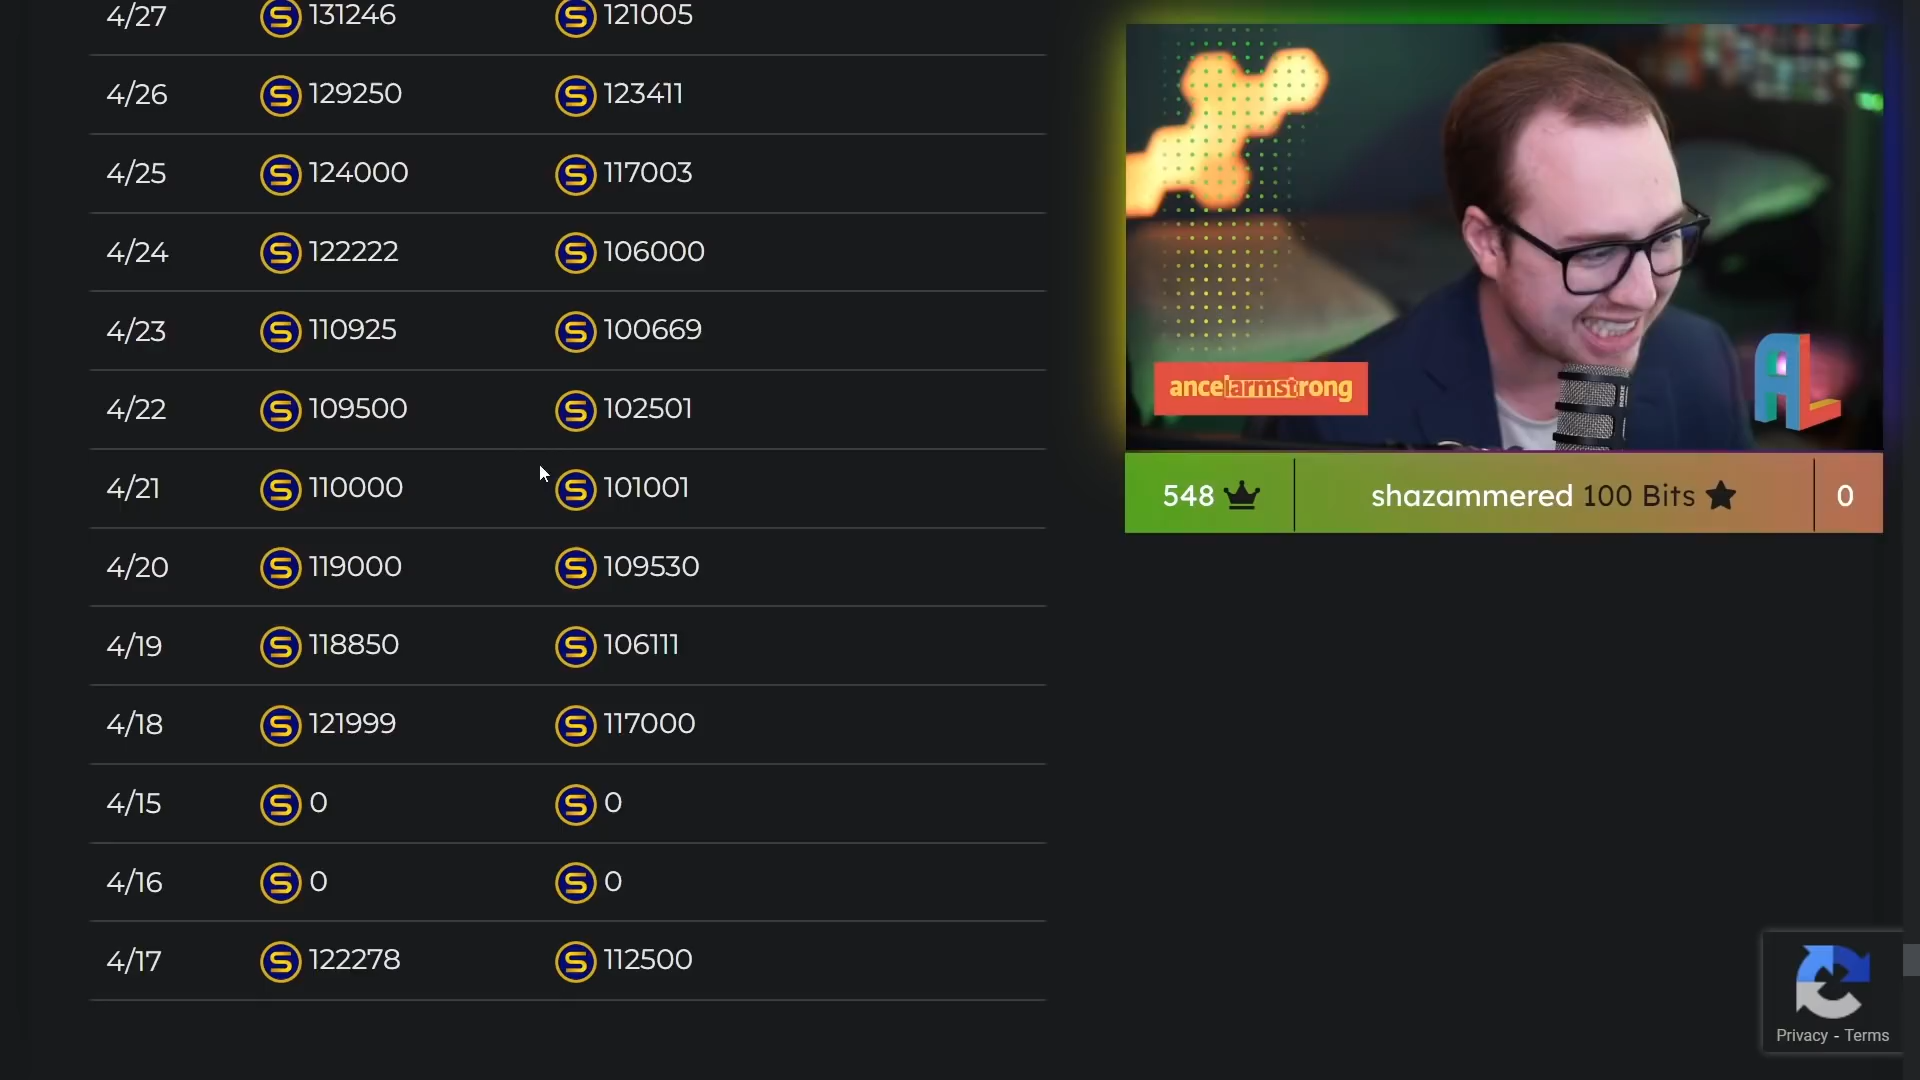 4/27 131246 121005
4/26 129250 123411
4/25 124000 117003
4/24 122222 106000
4/23 110925 100669
4/22 109500 102501
4/21 110000 101001
4/20 119000 109530
4/19 118850 106111
4/18 121999 117000
4/15 0 0
4/16 0 0
4/17 122278 112500
ancelarmstrong
AL
548 shazammered 100 Bits 0
Privacy - Terms